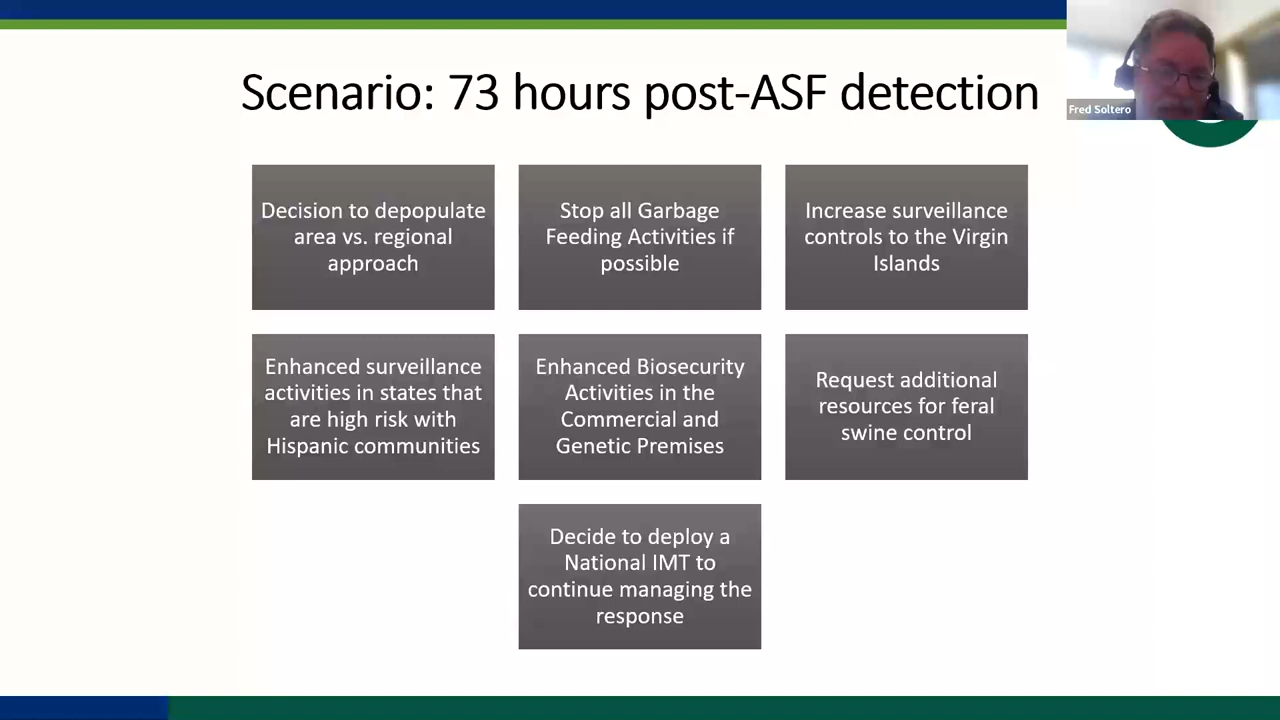 Scenario: 73 hours post-ASF detection
Fred Soltero
Decision to depopulate
area vs. regional
approach
Stop all Garbage
Feeding Activities if
possible
Increase surveillance
controls to the Virgin
Islands
Enhanced surveillance
activities in states that
are high risk with
Hispanic communities
Enhanced Biosecurity
Activities in the
Commercial and
Genetic Premises
Request additional
resources for feral
swine control
Decide to deploy a
National IMT to
continue managing the
response